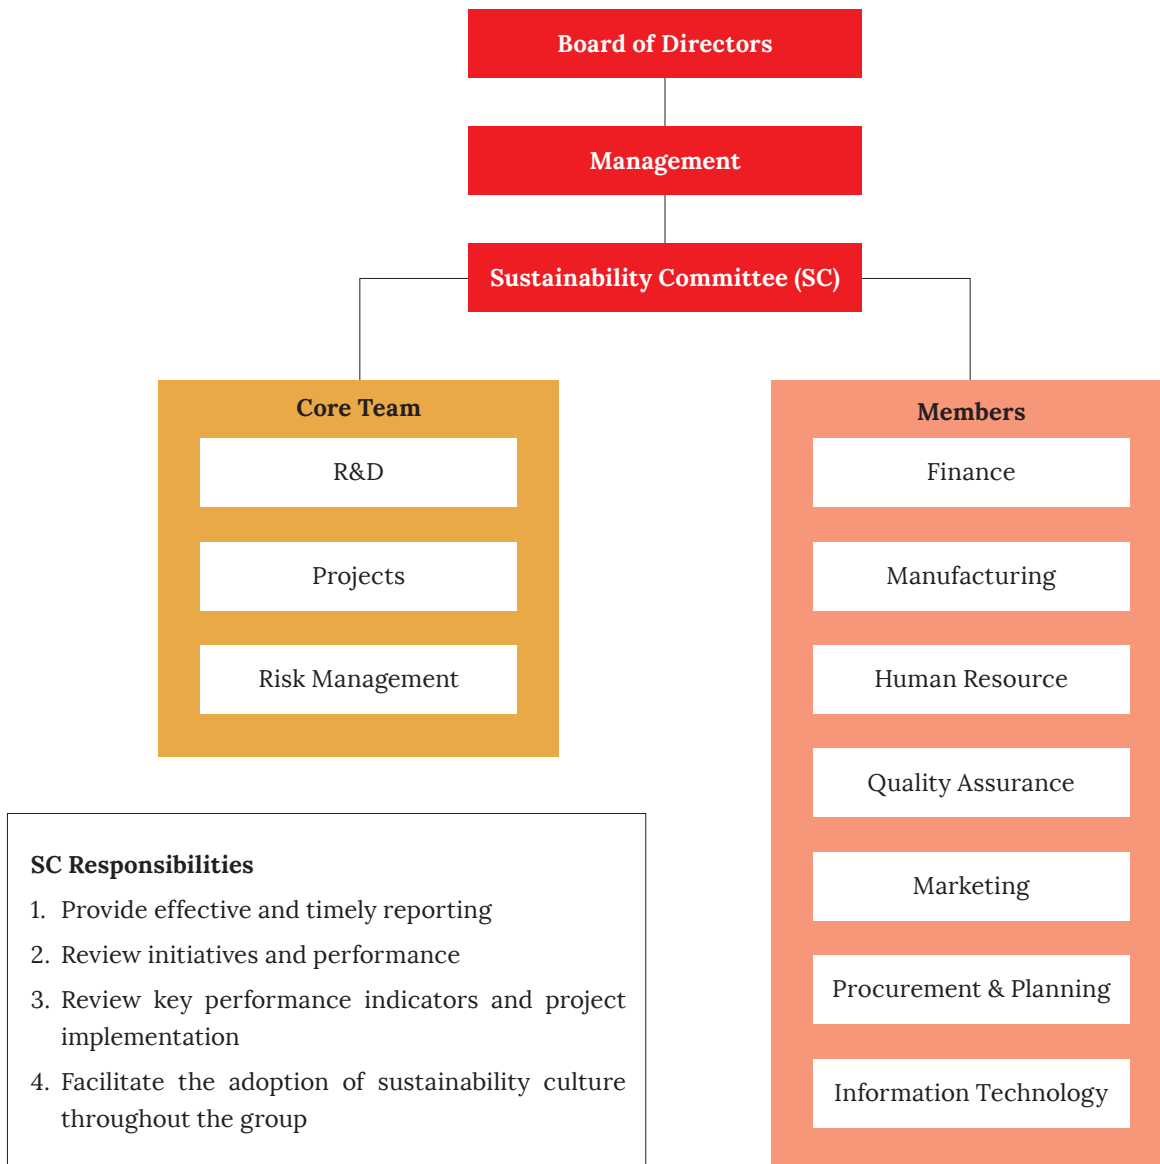 Board of Directors
Management
Sustainability Committee (SC)
Core Team
R&D
Projects
Risk Management
Members
Finance
Manufacturing
Human Resource
Quality Assurance
Marketing
Procurement & Planning
Information Technology
SC Responsibilities
1. Provide effective and timely reporting
2. Review initiatives and performance
3. Review key performance indicators and project
implementation
4. Facilitate the adoption of sustainability culture
throughout the group